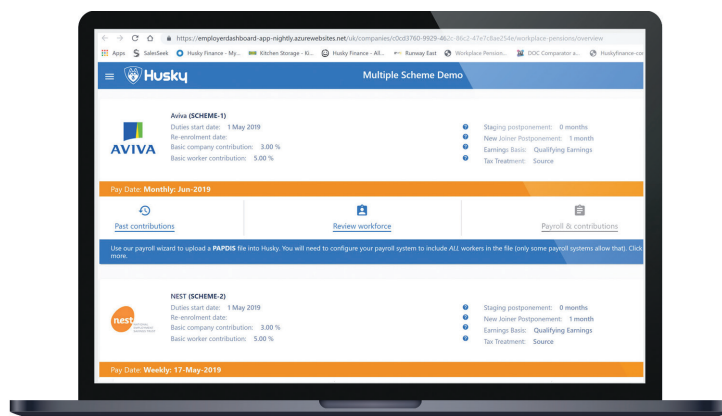 https://employerdashboard-app-nightly.azurewebsites.net/uk/companies/c0cd3760-9929-462c-86c2-47e7c6ae254e/workplace-pensions/overview
Apps SalesSeek Husky Finance - My... Kitchen Storage - Ki... Husky Finance - All... Runway East Workplace Pension... DOC Comparator a... Huskyfinance-cor
Husky Multiple Scheme Demo
Aviva (SCHEME-1)
AVIVA
Duties start date: 1 May 2019
Re-enrolment date:
Basic company contribution: 3.00 %
Basic worker contribution: 5.00 %
Staging postponement: 0 months
New Joiner Postponement: 1 month
Earnings Basis: Qualifying Earnings
Tax Treatment: Source
Pay Date: Monthly: Jun-2019
Past contributions Review workforce Payroll & contributions
Use our payroll wizard to upload a PAPDIS file into Husky. You will need to configure your payroll system to include ALL workers in the file (only some payroll systems allow that). Click
more.
NEST (SCHEME-2)
nest
Duties start date: 1 May 2019
Re-enrolment date:
Basic company contribution: 3.00 %
Basic worker contribution: 5.00 %
Staging postponement: 0 months
New Joiner Postponement: 1 month
Earnings Basis: Qualifying Earnings
Tax Treatment: Source
Pay Date: Weekly: 17-May-2019